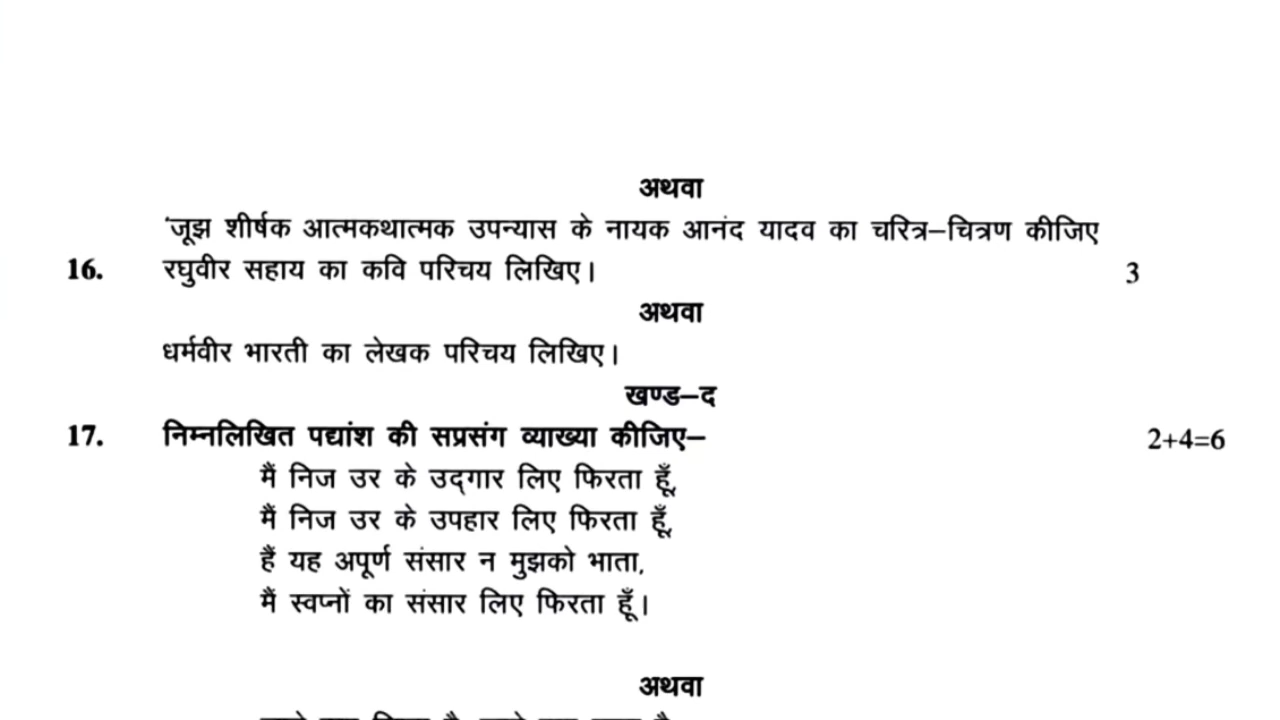 अथवा
'जूझ शीर्षक आत्मकथात्मक उपन्यास के नायक आनंद यादव का चरित्र–चित्रण कीजिए
16. रघुवीर सहाय का कवि परिचय लिखिए। 3
अथवा
धर्मवीर भारती का लेखक परिचय लिखिए।
खण्ड–द
17. निम्नलिखित पद्यांश की सप्रसंग व्याख्या कीजिए– 2+4=6
मैं निज उर के उद्‌गार लिए फिरता हूँ,
मैं निज उर के उपहार लिए फिरता हूँ,
हैं यह अपूर्ण संसार न मुझको भाता,
मैं स्वप्नों का संसार लिए फिरता हूँ।
अथवा